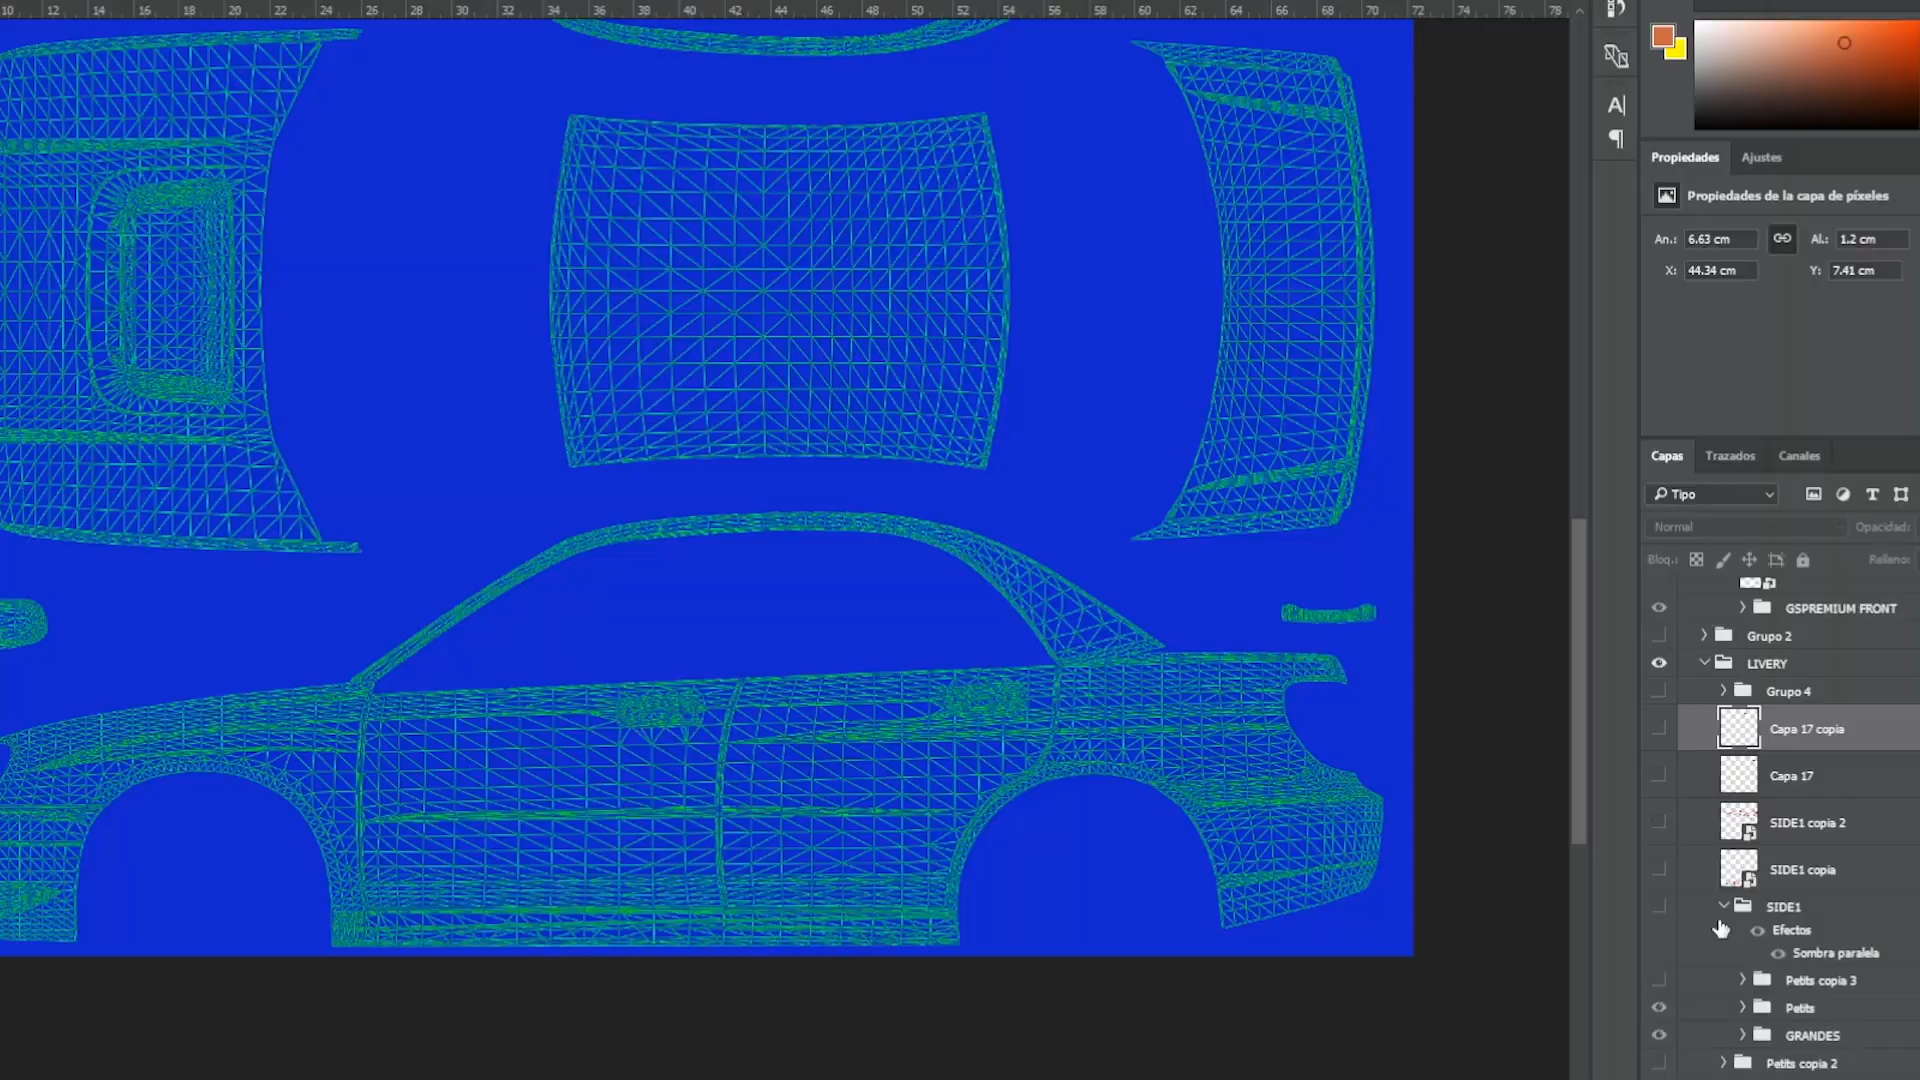 10 12 14 16 18 20 22 24 26 28 30 32 34 36 38 40 42 44 46 48 50 52 54 56 58 60 62 64 66 68 70 72 74 76 78
Propiedades Ajustes
Propiedades de la capa de píxeles
An.: 6.63 cm Al.: 1.2 cm
X: 44.34 cm Y: 7.41 cm
Capas Trazados Canales
Tipo
Normal Opacidad:
Bloq.: Relleno:
GSPREMIUM FRONT
Grupo 2
LIVERY
Grupo 4
Capa 17 copia
Capa 17
SIDE1 copia 2
SIDE1 copia
SIDE1
Efectos
Sombra paralela
Petits copia 3
Petits
GRANDES
Petits copia 2